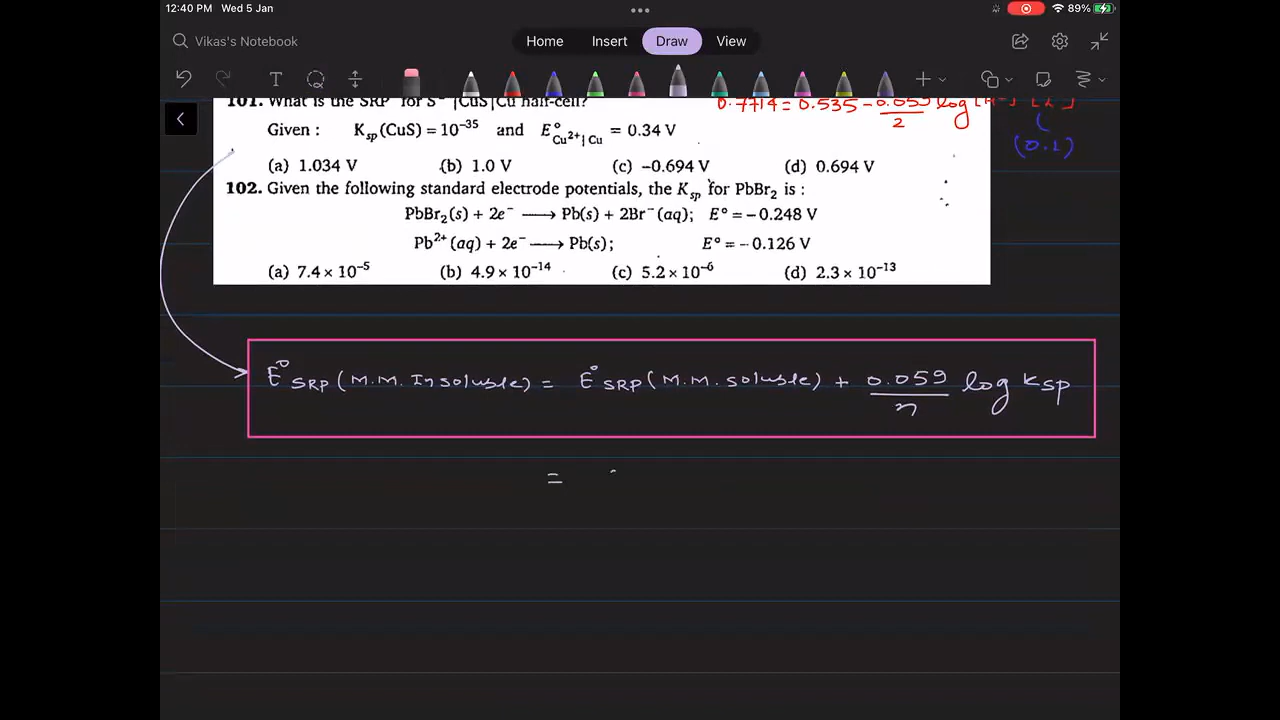 12:40 PM Wed 5 Jan
89%
Vikas's Notebook
Home Insert Draw View
101. What is the SRP for |CuS|Cu half-cell?
Given : Ksp(CuS) = 10⁻³⁵ and E°Cu²⁺|Cu = 0.34 V
(a) 1.034 V (b) 1.0 V (c) −0.694 V (d) 0.694 V
102. Given the following standard electrode potentials, the Ksp for PbBr₂ is :
PbBr₂(s) + 2e⁻ ⟶ Pb(s) + 2Br⁻(aq); E° = −0.248 V
Pb²⁺(aq) + 2e⁻ ⟶ Pb(s); E° = −0.126 V
(a) 7.4 × 10⁻⁵ (b) 4.9 × 10⁻¹⁴ (c) 5.2 × 10⁻⁶ (d) 2.3 × 10⁻¹³
0.7714 = 0.535 − 0.059/2 log
(0.1)
E°SRP (M.M. Insoluble) = E°SRP (M.M. soluble) + 0.059/n log Ksp
=